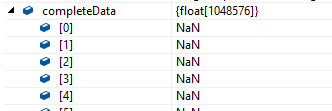 completeData {float[1048576]}
[0] NaN
[1] NaN
[2] NaN
[3] NaN
[4] NaN